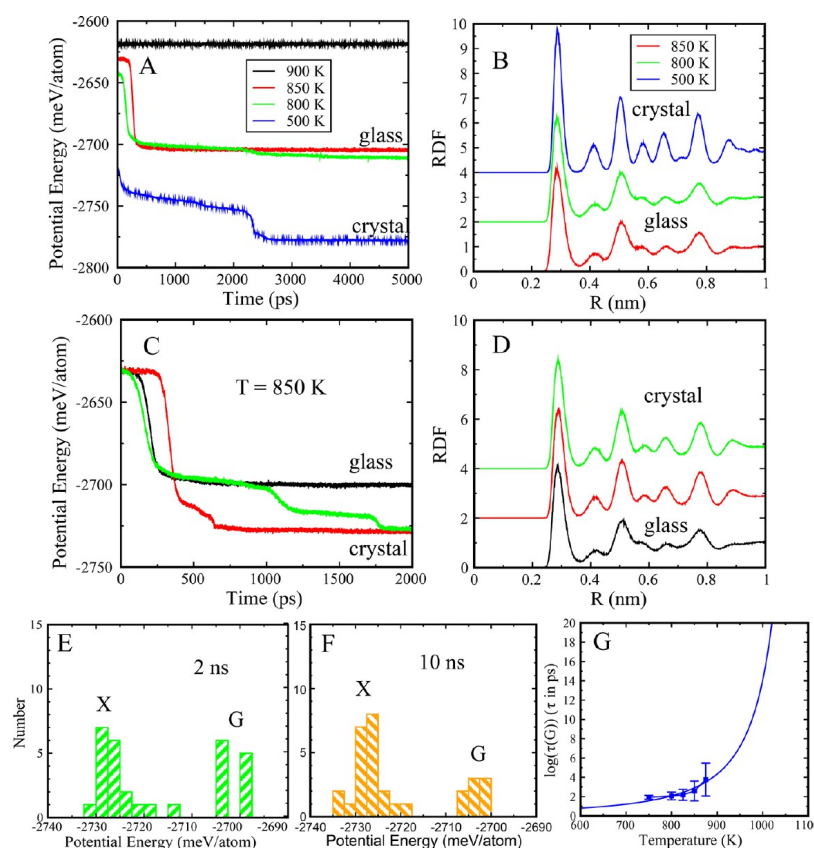 -2600
-2650
-2700
-2750
-2800
Potential Energy (meV/atom)
A
900 K
850 K
800 K
500 K
glass
crystal
0
1000
2000
3000
4000
5000
Time (ps)
10
9
8
7
6
5
4
3
2
1
0
RDF
B
850 K
800 K
500 K
crystal
glass
0
0.2
0.4
0.6
0.8
1
R (nm)
-2600
-2650
-2700
-2750
Potential Energy (meV/atom)
C
T = 850 K
glass
crystal
0
500
1000
1500
2000
Time (ps)
10
8
6
4
2
0
RDF
D
crystal
glass
0
0.2
0.4
0.6
0.8
1
R (nm)
15
10
5
0
Number
E
2 ns
X
G
-2740
-2730
-2720
-2710
-2700
-2690
Potential Energy (meV/atom)
15
10
5
0
F
10 ns
X
G
-2740
-2730
-2720
-2710
-2700
-2690
Potential Energy (meV/atom)
20
18
16
14
12
10
8
6
4
2
0
log(τ(G)) (τ in ps)
G
600
700
800
900
1000
110
Temperature (K)